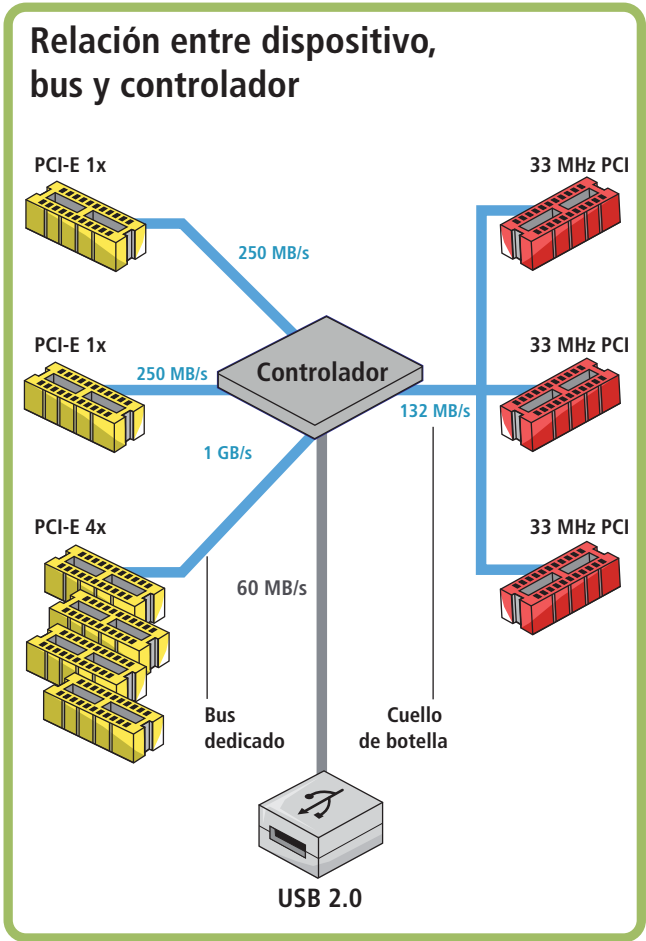 Relación entre dispositivo,
bus y controlador
PCI-E 1x
33 MHz PCI
250 MB/s
PCI-E 1x
33 MHz PCI
250 MB/s
Controlador
132 MB/s
1 GB/s
PCI-E 4x
33 MHz PCI
60 MB/s
Bus
dedicado
Cuello
de botella
USB 2.0